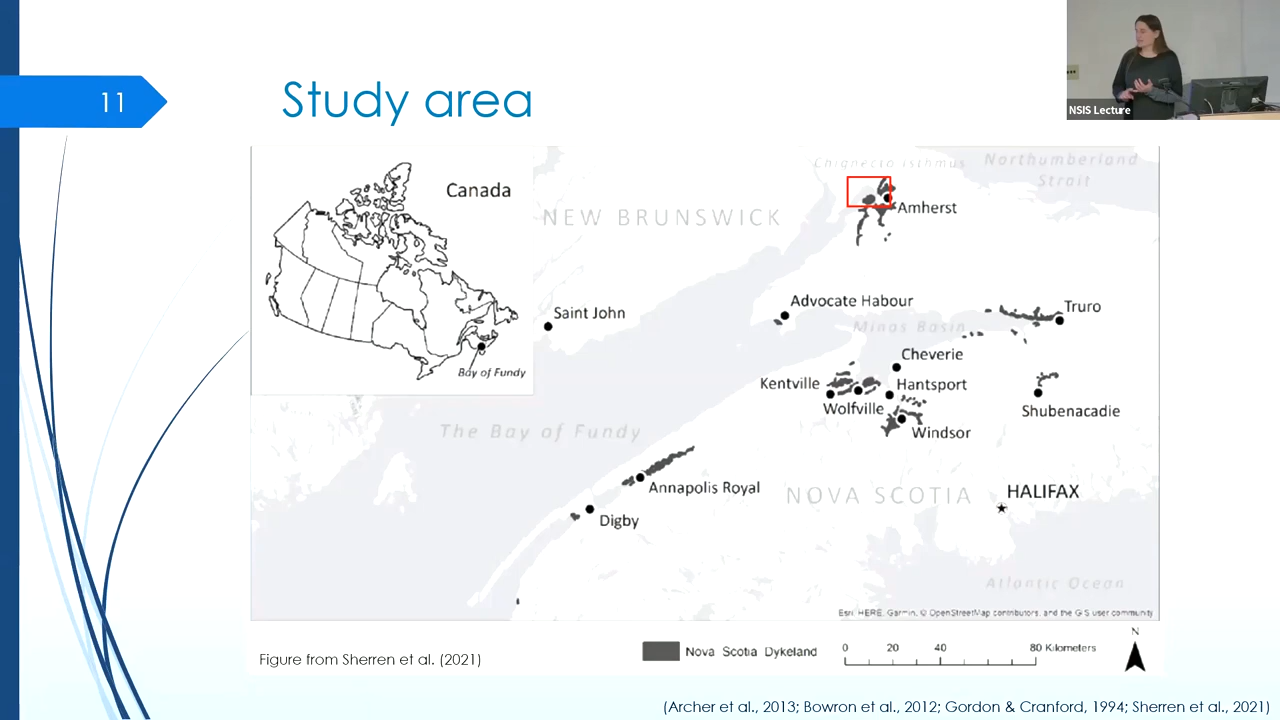 11
Study area
NSIS Lecture
Canada
Bay of Fundy
Chignecto Isthmus
Northumberland
Strait
NEW BRUNSWICK
Amherst
Saint John
Advocate Habour
Truro
Minas Basin
Cheverie
Kentville
Hantsport
Wolfville
Shubenacadie
Windsor
The Bay of Fundy
Annapolis Royal
NOVA SCOTIA
HALIFAX
Digby
Atlantic Ocean
Esri, HERE, Garmin, © OpenStreetMap contributors, and the GIS user community
N
Figure from Sherren et al. (2021)
Nova Scotia Dykeland
0 20 40 80 Kilometers
(Archer et al., 2013; Bowron et al., 2012; Gordon & Cranford, 1994; Sherren et al., 2021)